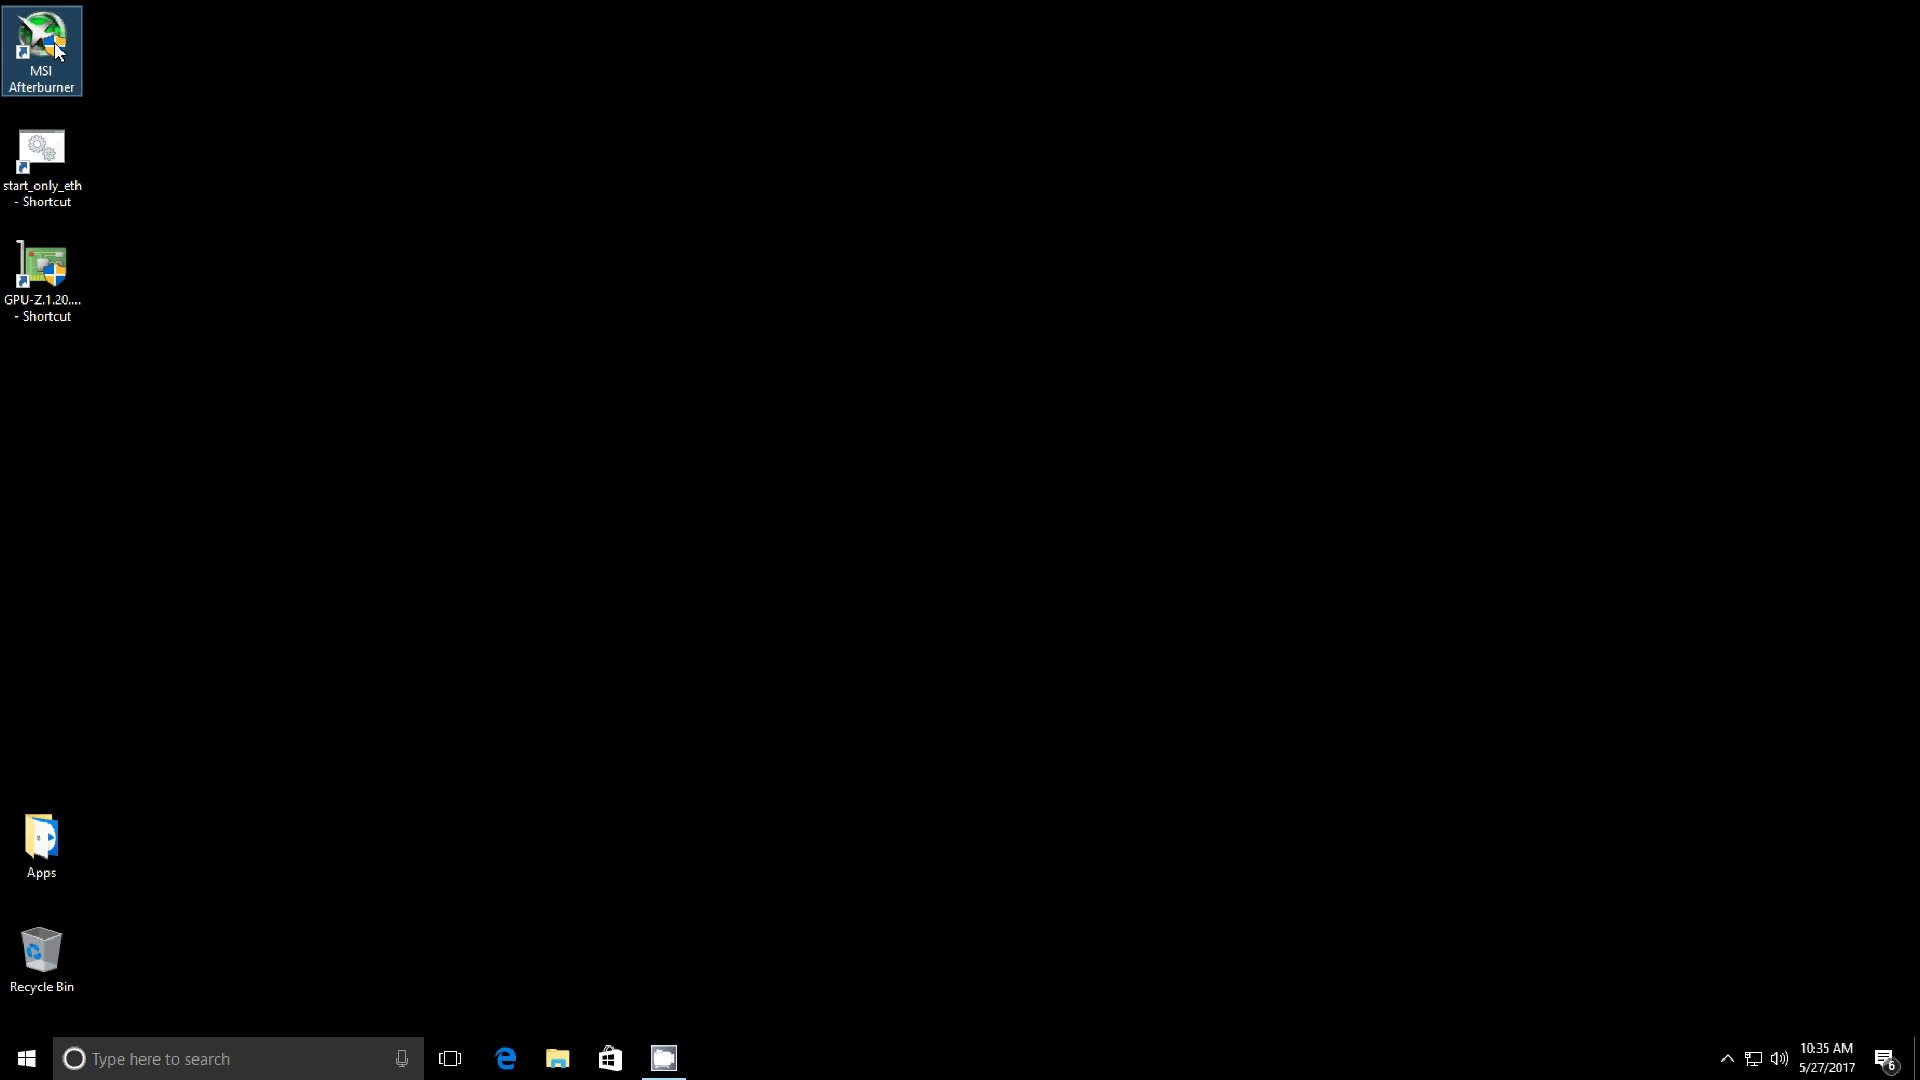 MSI
Afterburner
start_only_eth
- Shortcut
GPU-Z.1.20....
- Shortcut
Apps
Recycle Bin
Type here to search
10:35 AM
5/27/2017
6